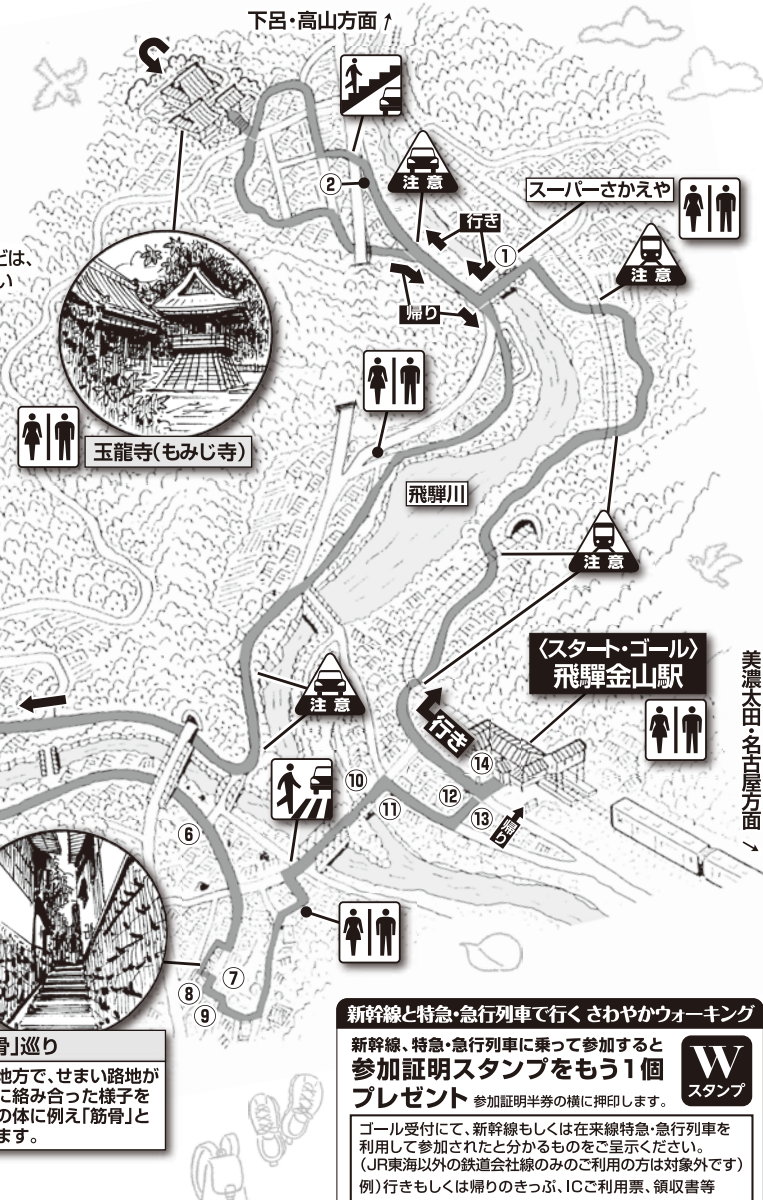 下呂・高山方面↑
②
注 意
スーパーさかえや
行き
①
注 意
どは、
い
帰り
玉龍寺(もみじ寺)
飛騨川
注 意
〈スタート・ゴール〉
飛驒金山駅
美濃太田・名古屋方面→
注 意
行き
⑭
⑩
⑪
⑫
⑬
帰り
⑥
⑦
⑧
⑨
骨」巡り
地方で、せまい路地が
に絡み合った様子を
の体に例え「筋骨」と
ます。
新幹線と特急・急行列車で行く さわやかウォーキング
新幹線、特急・急行列車に乗って参加すると
参加証明スタンプをもう1個
プレゼント 参加証明半券の横に押印します。
W
スタンプ
ゴール受付にて、新幹線もしくは在来線特急・急行列車を
利用して参加されたと分かるものをご呈示ください。
(JR東海以外の鉄道会社線のみのご利用の方は対象外です)
例)行きもしくは帰りのきっぷ、ICご利用票、領収書等